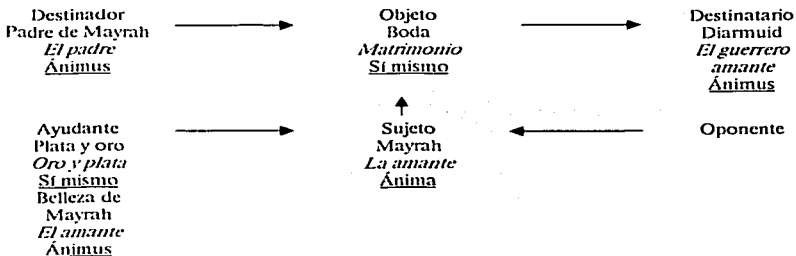 Destinador
Padre de Mayrah
El padre
Ánimus
Objeto
Boda
Matrimonio
Sí mismo
Destinatario
Diarmuid
El guerrero
amante
Ánimus
Ayudante
Plata y oro
Oro y plata
Sí mismo
Belleza de
Mayrah
El amante
Ánimus
Sujeto
Mayrah
La amante
Ánima
Oponente